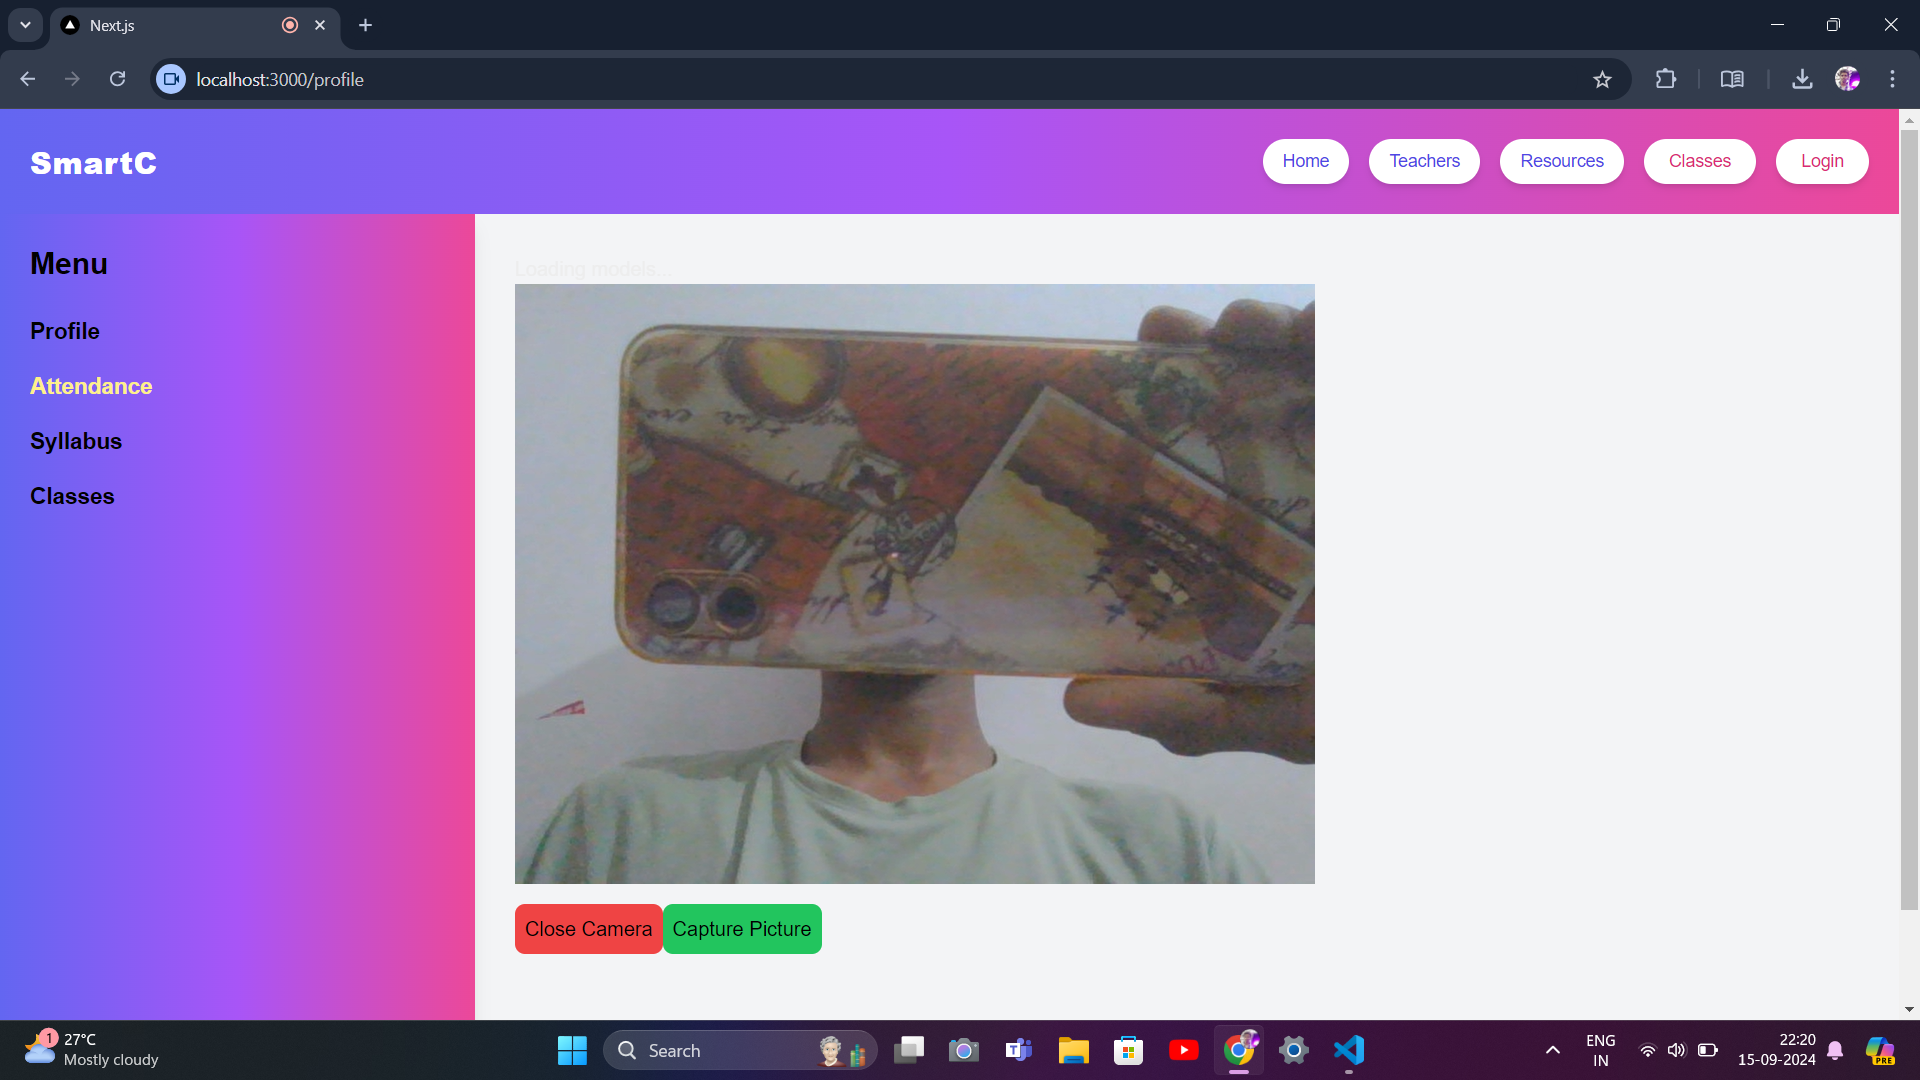 Next.js
localhost:3000/profile
SmartC
Home
Teachers
Resources
Classes
Login
Menu
Profile
Attendance
Syllabus
Classes
Loading models...
Close Camera
Capture Picture
1
27°C
Mostly cloudy
Search
ENG
IN
22:20
15-09-2024
PRE